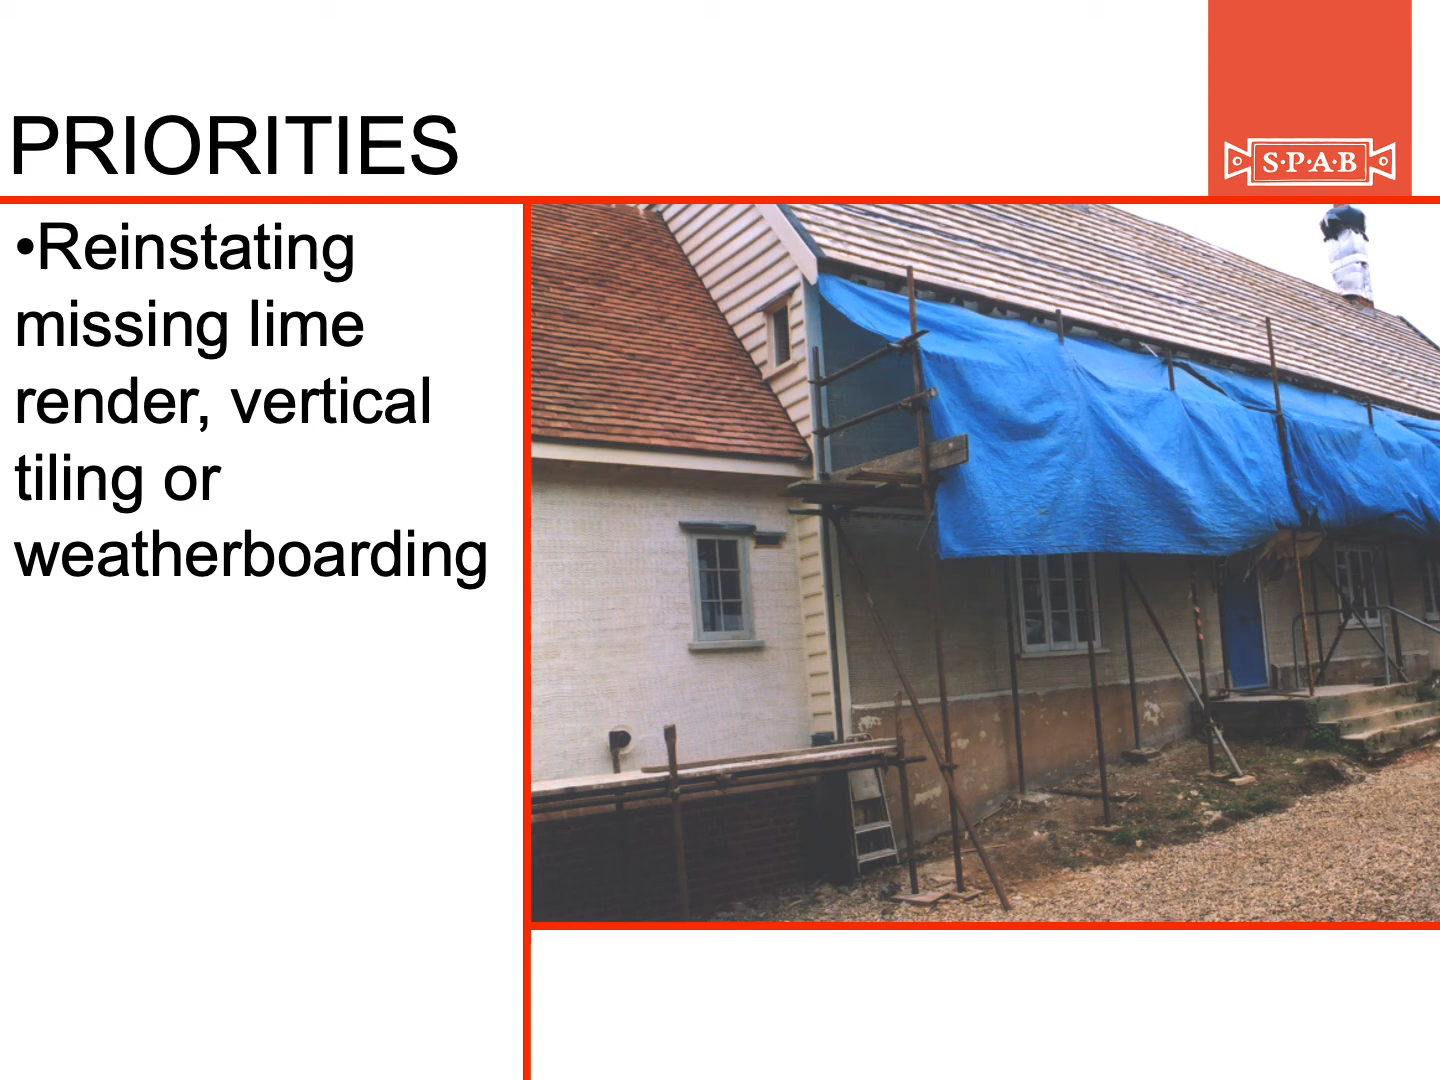 S·P·A·B
PRIORITIES
•Reinstating
missing lime
render, vertical
tiling or
weatherboarding